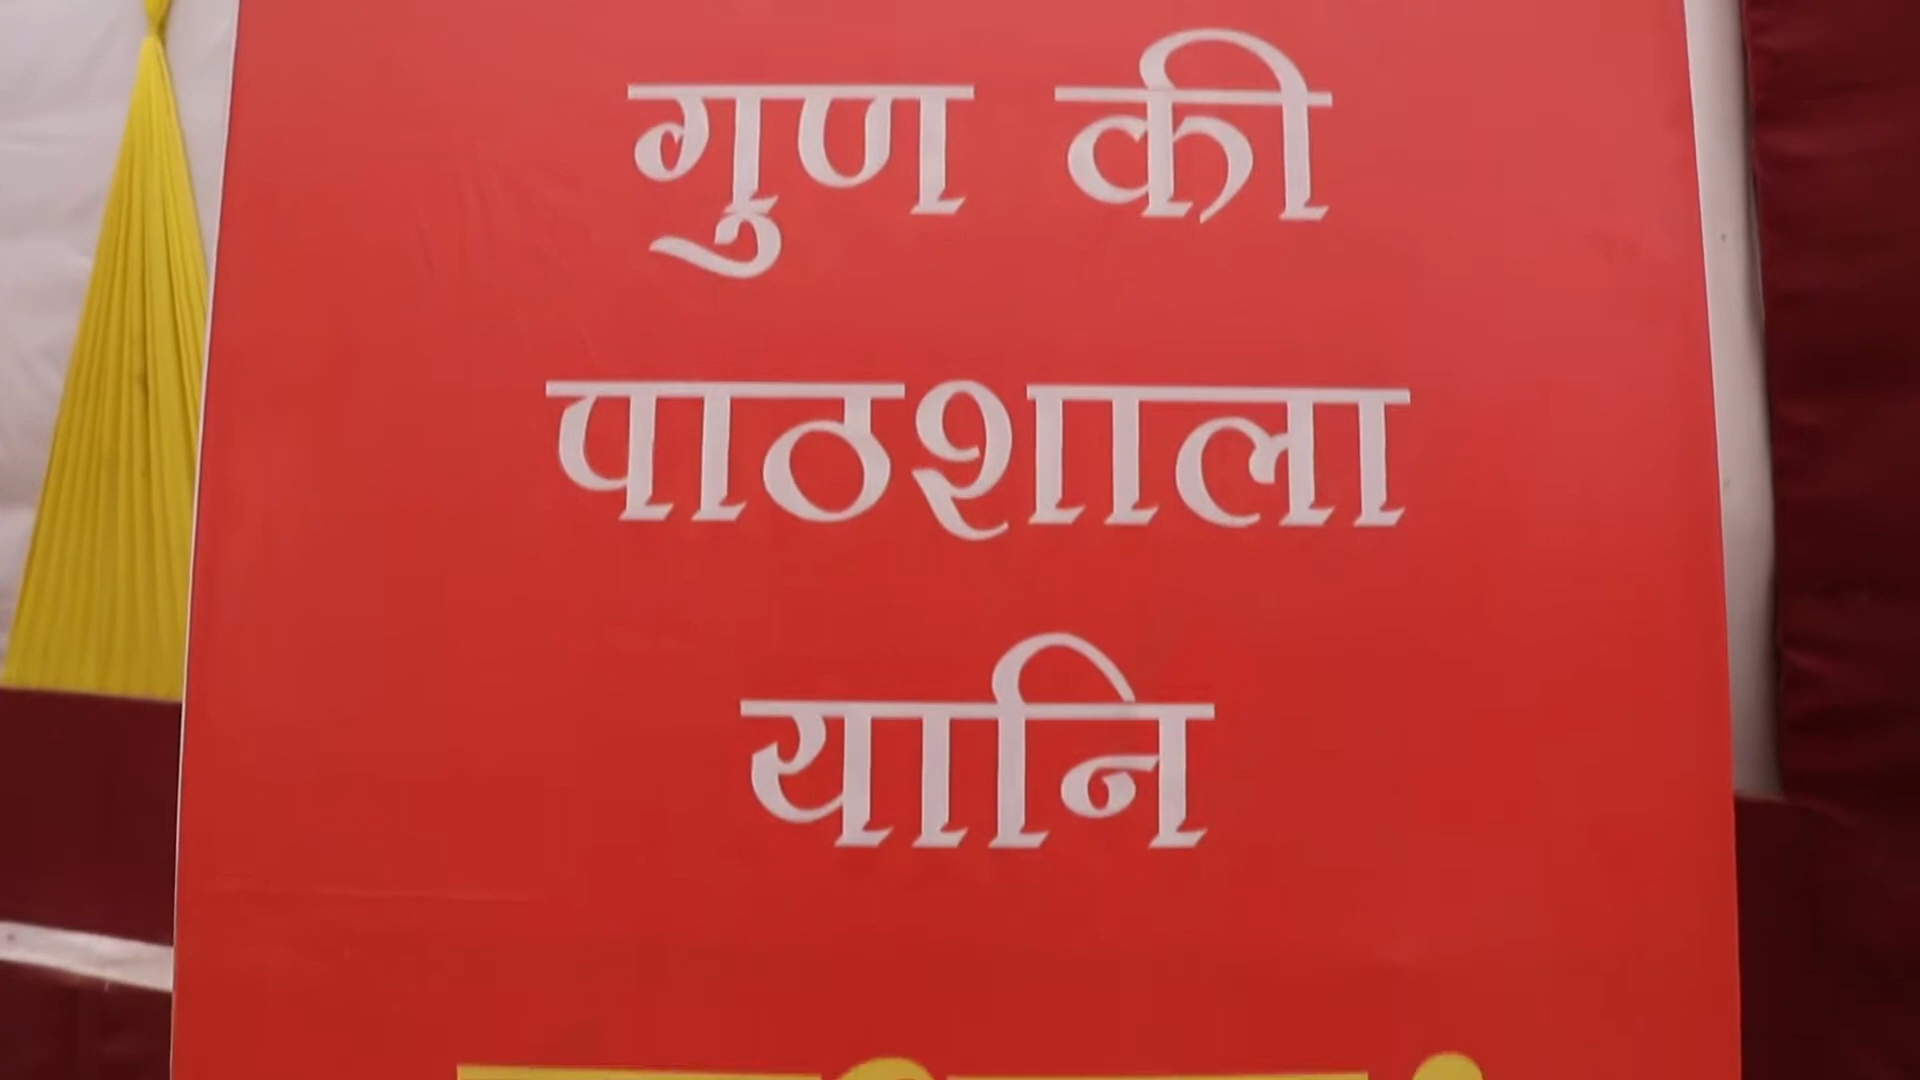 गुण की
पाठशाला
यानि